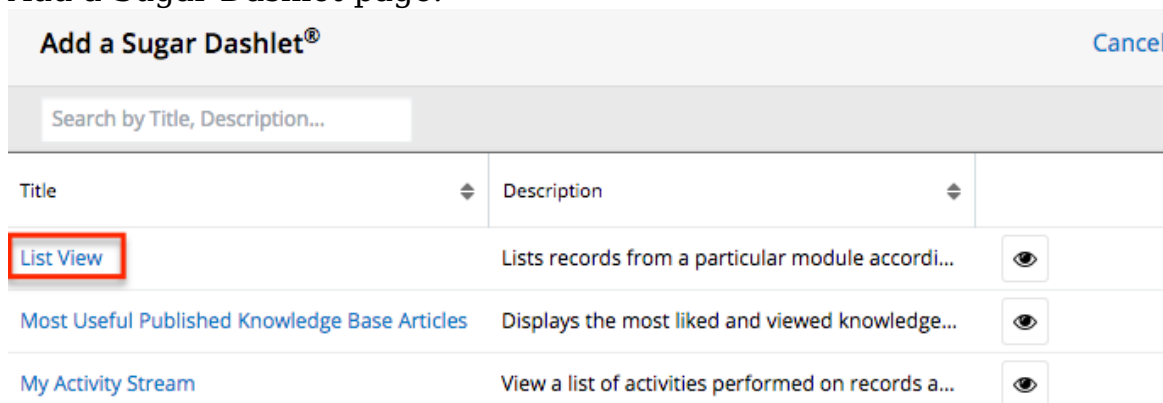 Add a Sugar Dashlet page.
Add a Sugar Dashlet® Cancel
Search by Title, Description...
Title Description
List View Lists records from a particular module accordi...
Most Useful Published Knowledge Base Articles Displays the most liked and viewed knowledge...
My Activity Stream View a list of activities performed on records a...